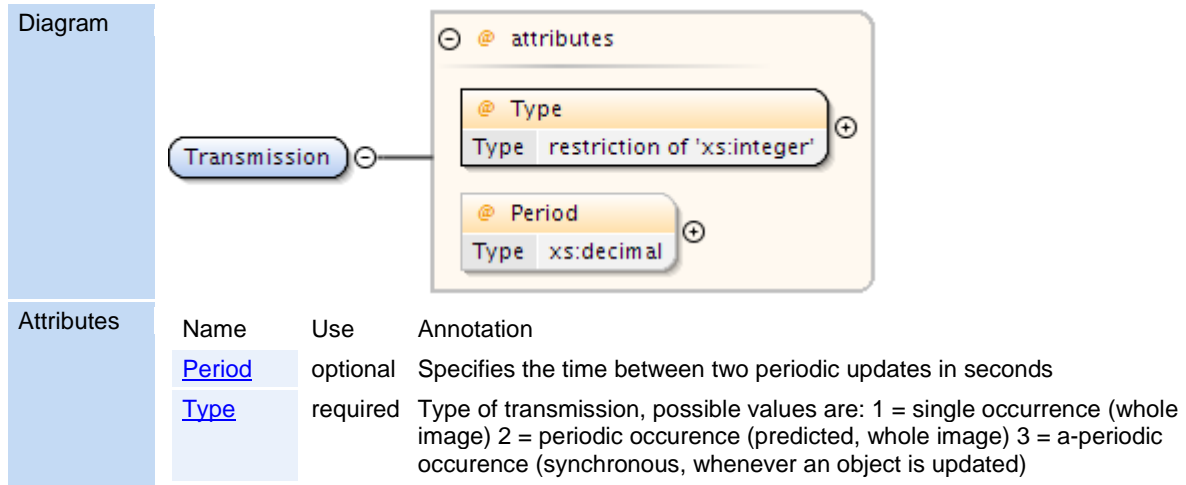 Diagram
@ attributes
@ Type
Type restriction of 'xs:integer'
Transmission
@ Period
Type xs:decimal
Attributes
Name Use Annotation
Period optional Specifies the time between two periodic updates in seconds
Type required Type of transmission, possible values are: 1 = single occurrence (whole
image) 2 = periodic occurence (predicted, whole image) 3 = a-periodic
occurence (synchronous, whenever an object is updated)